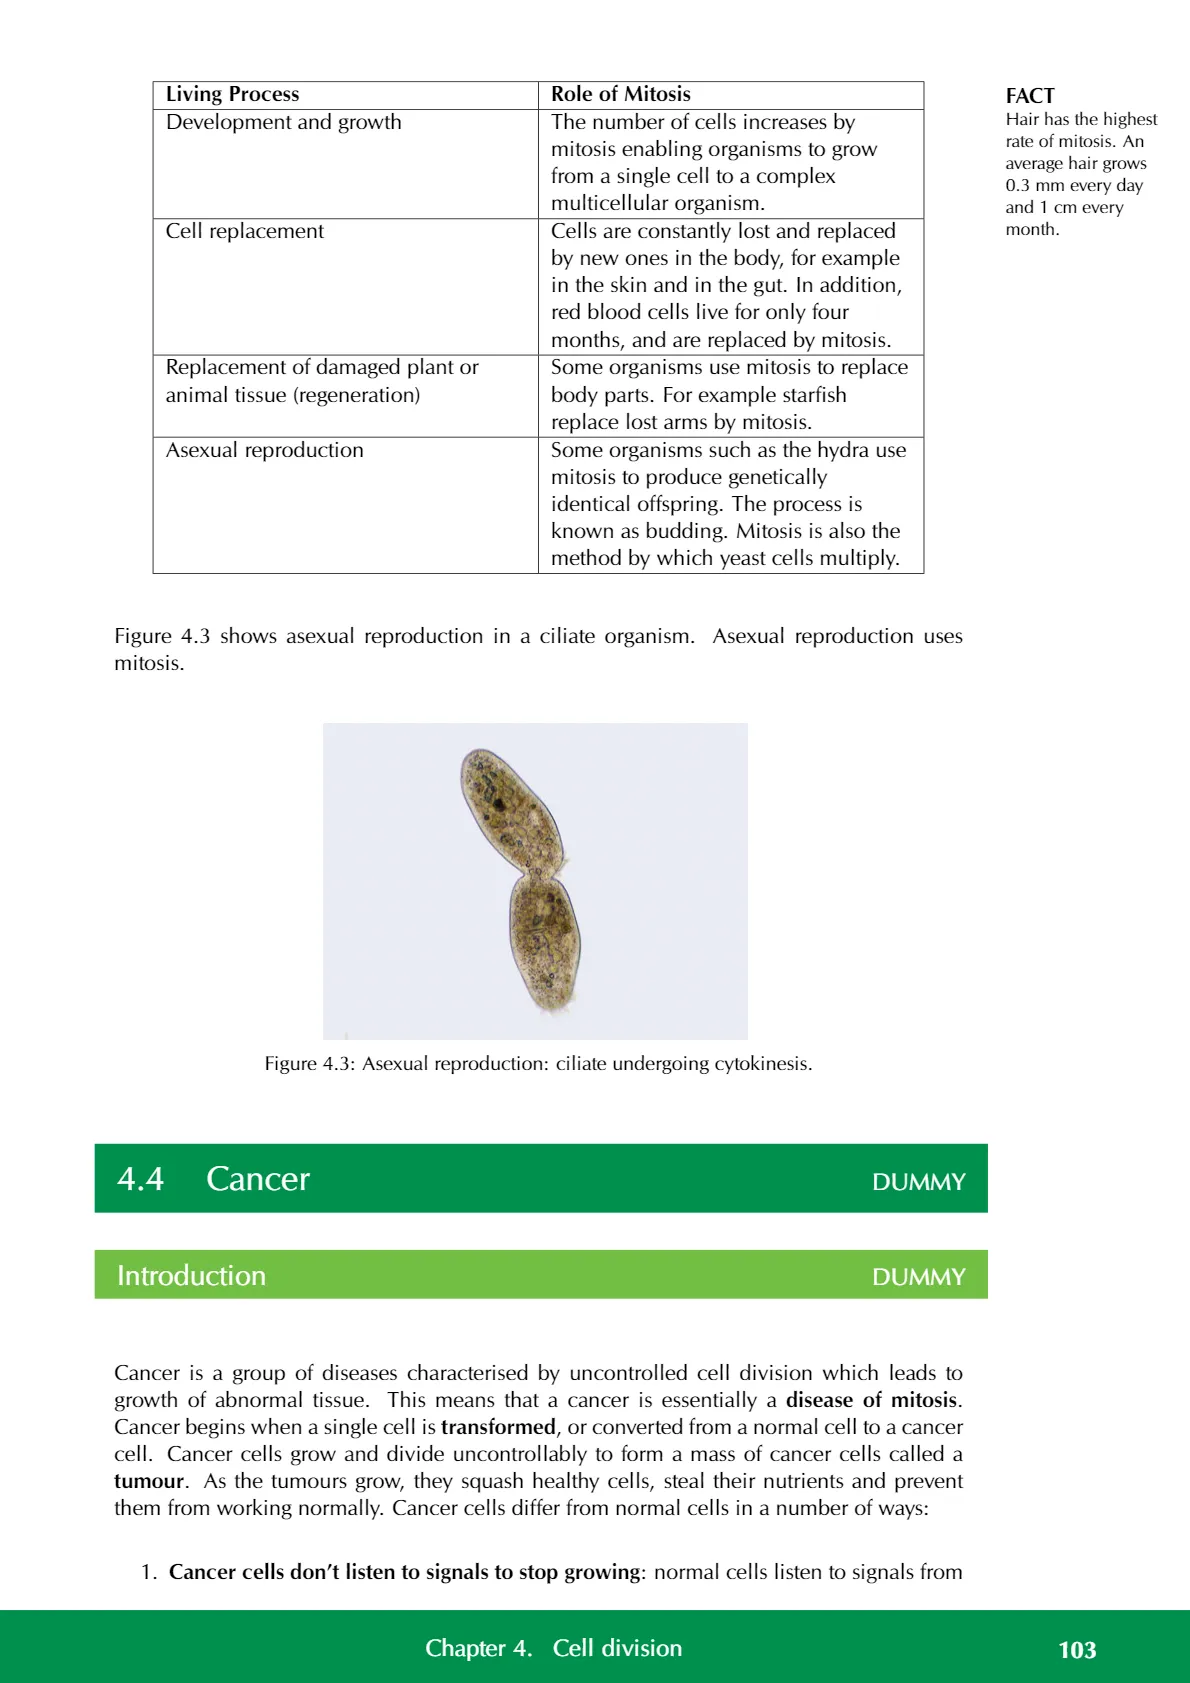 Living Process
Role of Mitosis
Development and growth
The number of cells increases by
mitosis enabling organisms to grow
from a single cell to a complex
multicellular organism.
Cell replacement
Cells are constantly lost and replaced
by new ones in the body, for example
in the skin and in the gut. In addition,
red blood cells live for only four
months, and are replaced by mitosis.
Replacement of damaged plant or
animal tissue (regeneration)
Some organisms use mitosis to replace
body parts. For example starfish
replace lost arms by mitosis.
Asexual reproduction
Some organisms such as the hydra use
mitosis to produce genetically
identical offspring. The process is
known as budding. Mitosis is also the
method by which yeast cells multiply.
FACT
Hair has the highest
rate of mitosis. An
average hair grows
0.3 mm every day
and 1 cm every
month.
Figure 4.3 shows asexual reproduction in a ciliate organism. Asexual reproduction uses
mitosis.
Figure 4.3: Asexual reproduction: ciliate undergoing cytokinesis.
4.4 Cancer DUMMY
Introduction DUMMY
Cancer is a group of diseases characterised by uncontrolled cell division which leads to
growth of abnormal tissue. This means that a cancer is essentially a disease of mitosis.
Cancer begins when a single cell is transformed, or converted from a normal cell to a cancer
cell. Cancer cells grow and divide uncontrollably to form a mass of cancer cells called a
tumour. As the tumours grow, they squash healthy cells, steal their nutrients and prevent
them from working normally. Cancer cells differ from normal cells in a number of ways:
1. Cancer cells don't listen to signals to stop growing: normal cells listen to signals from
Chapter 4. Cell division 103